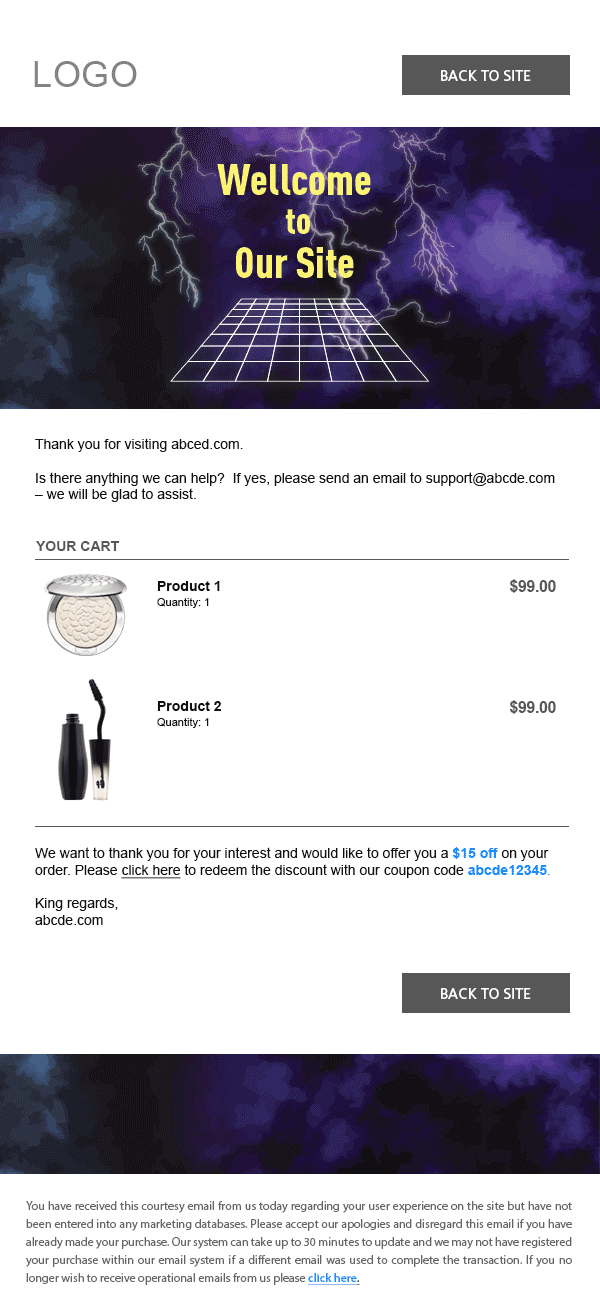 LOGO
BACK TO SITE
Wellcome
to
Our Site
Thank you for visiting abced.com.
Is there anything we can help?  If yes, please send an email to support@abcde.com
– we will be glad to assist.
YOUR CART
Product 1
$99.00
Quantity: 1
Product 2
$99.00
Quantity: 1
We want to thank you for your interest and would like to offer you a $15 off on your
order. Please click here to redeem the discount with our coupon code abcde12345.
King regards,
abcde.com
BACK TO SITE
You have received this courtesy email from us today regarding your user experience on the site but have not
been entered into any marketing databases. Please accept our apologies and disregard this email if you have
already made your purchase. Our system can take up to 30 minutes to update and we may not have registered
your purchase within our email system if a different email was used to complete the transaction. If you no
longer wish to receive operational emails from us please click here.